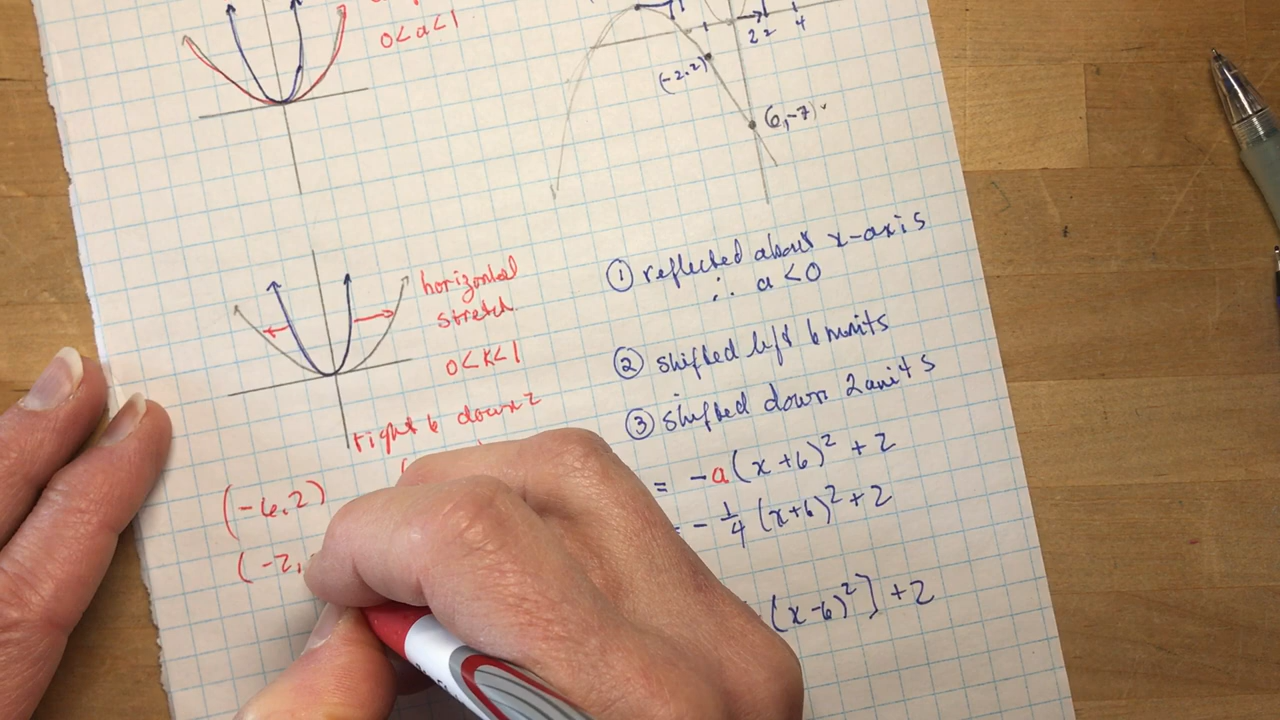 0<a<1
2 2 4
(-2,2)
(6,-7)
horizontal
stretch
0<k<1
right 6 down 2
(-6,2)
(-2,
① reflected about x-axis
∴ a<0
② shifted left 6 units
③ shifted down 2 units
= -a(x+6)² + 2
= -1/4 (x+6)² + 2
(x-6)²] + 2